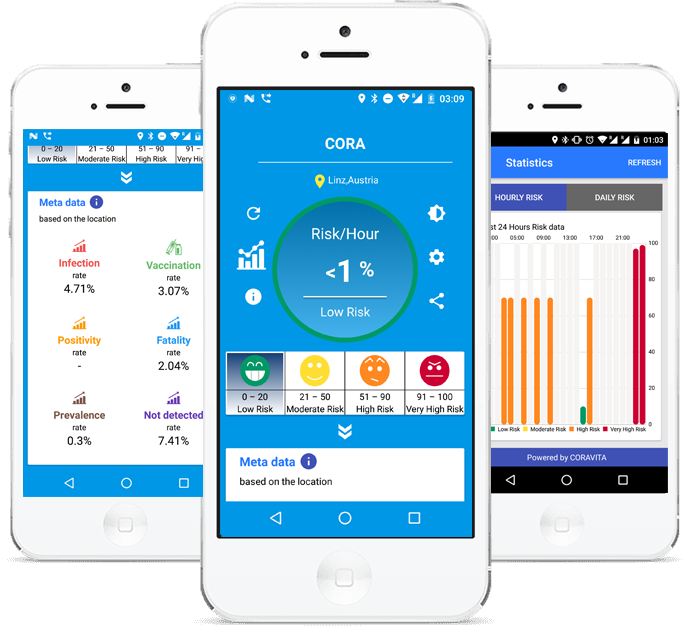 0 – 20
Low Risk
21 – 50
Moderate Risk
51 – 90
High Risk
91 –
Very Hig
Meta data
based on the location
Infection
rate
4.71%
Vaccination
rate
3.07%
Positivity
rate
-
Fatality
rate
2.04%
Prevalence
rate
0.3%
Not detected
rate
7.41%
03:09
CORA
Linz,Austria
Risk/Hour
<1 %
Low Risk
0 – 20
Low Risk
21 – 50
Moderate Risk
51 – 90
High Risk
91 – 100
Very High Risk
Meta data
based on the location
01:03
Statistics
REFRESH
HOURLY RISK
DAILY RISK
st 24 Hours Risk data
00
05:00
09:00
13:00
17:00
21:00
100
80
60
40
20
0
Low Risk
Moderate Risk
High Risk
Very High Risk
Powered by CORAVITA